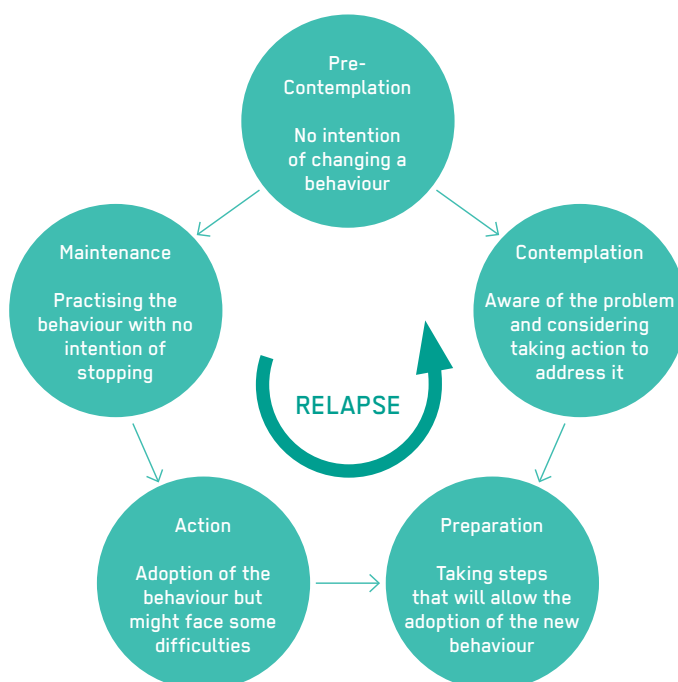 Pre-
Contemplation
No intention
of changing a
behaviour
Maintenance
Practising the
behaviour with no
intention of
stopping
Contemplation
Aware of the problem
and considering
taking action to
address it
RELAPSE
Action
Adoption of the
behaviour but
might face some
difficulties
Preparation
Taking steps
that will allow the
adoption of the new
behaviour